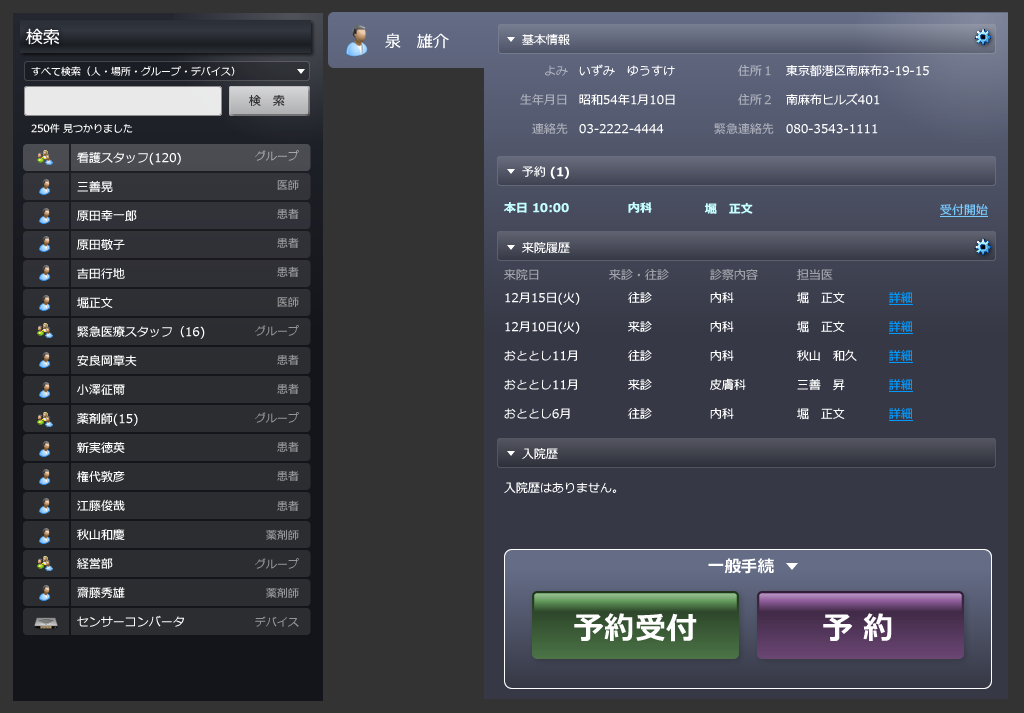 検索
すべて検索（人・場所・グループ・デバイス）
検 索
250件 見つかりました
看護スタッフ(120) グループ
三善晃 医師
原田幸一郎 患者
原田敬子 患者
吉田行地 患者
堀正文 医師
緊急医療スタッフ（16） グループ
安良岡章夫 患者
小澤征爾 患者
薬剤師(15) グループ
新実徳英 患者
権代敦彦 患者
江藤俊哉 患者
秋山和慶 薬剤師
経営部 グループ
齋藤秀雄 薬剤師
センサーコンバータ デバイス
泉 雄介
基本情報
よみ いずみ ゆうすけ 住所１ 東京都港区南麻布3-19-15
生年月日 昭和54年1月10日 住所２ 南麻布ヒルズ401
連絡先 03-2222-4444 緊急連絡先 080-3543-1111
予約 (1)
本日 10:00 内科 堀 正文 受付開始
来院履歴
来院日 来診・往診 診察内容 担当医
12月15日(火) 往診 内科 堀 正文 詳細
12月10日(火) 来診 内科 堀 正文 詳細
おととし11月 往診 内科 秋山 和久 詳細
おととし11月 来診 皮膚科 三善 昇 詳細
おととし6月 往診 内科 堀 正文 詳細
入院歴
入院歴はありません。
一般手続
予約受付 予 約